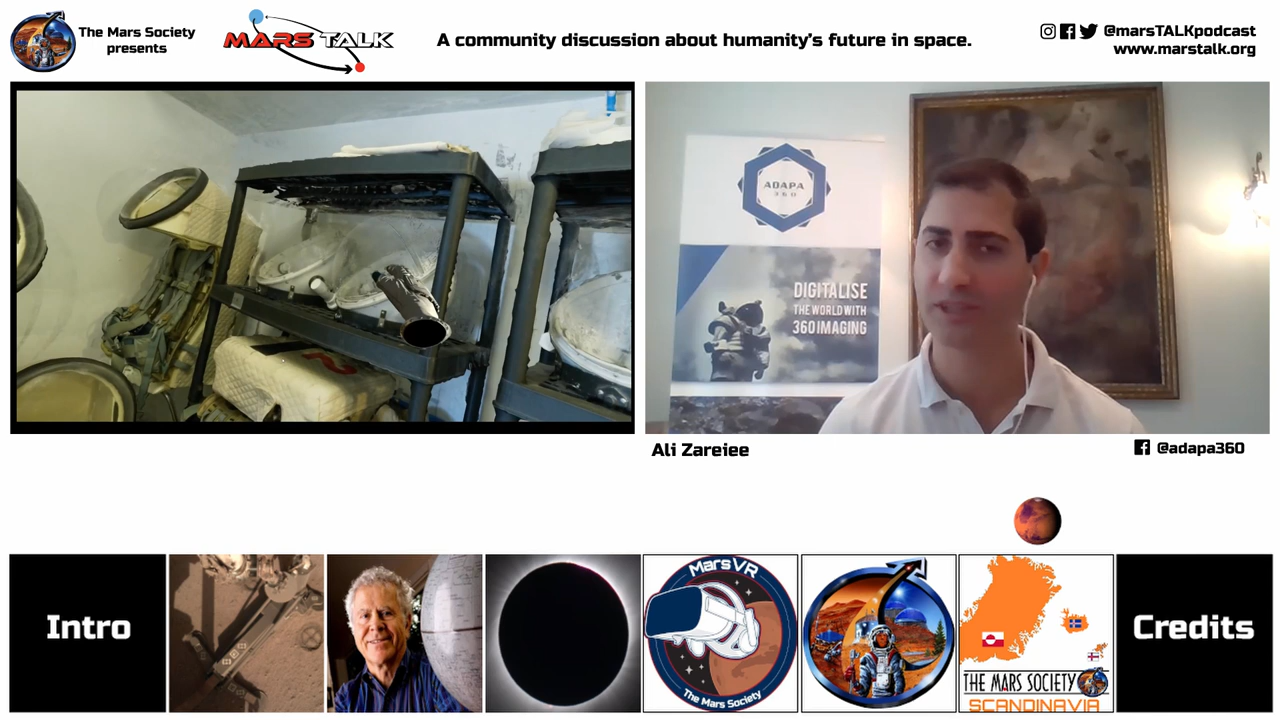 The Mars Society
presents
MARS TALK
A community discussion about humanity's future in space.
@marsTALKpodcast
www.marstalk.org
ADAPA
360
DIGITALISE
THE WORLD WITH
360 IMAGING
Ali Zareiee
@adapa360
Intro
MarsVR
The Mars Society
THE MARS SOCIETY
SCANDINAVIA
Credits